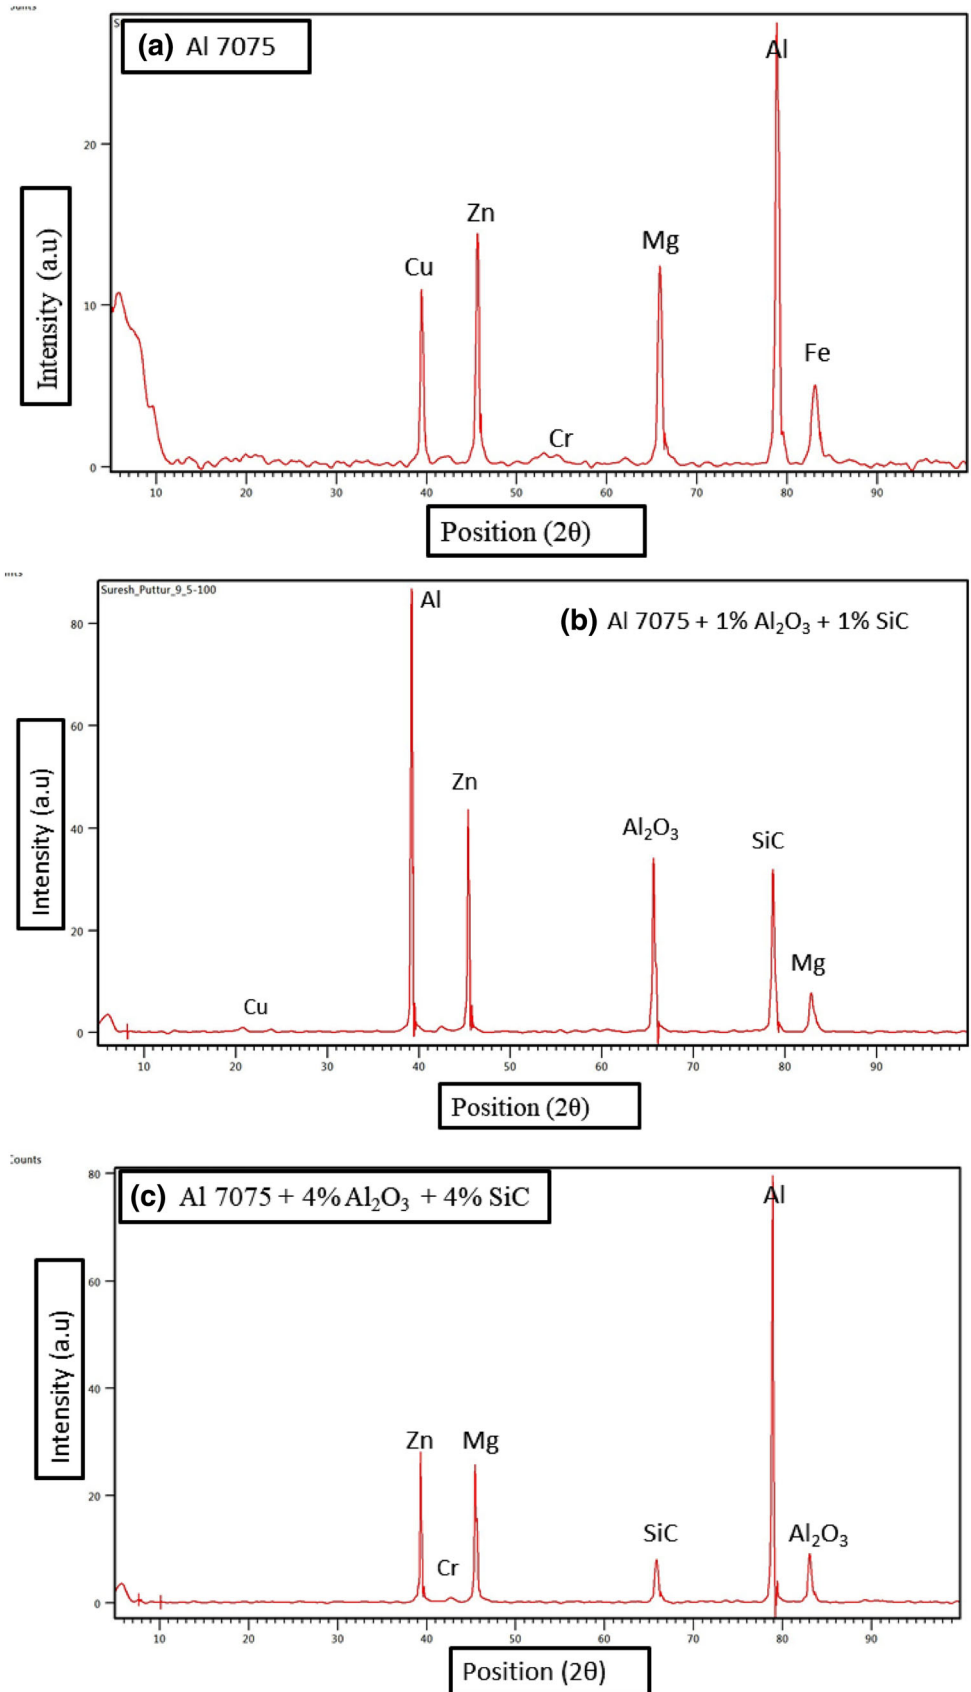 (a) Al 7075
Al
20
Zn
Mg
Cu
10
Fe
Cr
0
Intensity (a.u)
10 20 30 40 50 60 70 80 90
Position (2θ)
Suresh_Puttur_9_5-100
Al
(b) Al 7075 + 1% Al₂O₃ + 1% SiC
80
60
Zn
40
Al₂O₃
SiC
20
Mg
Cu
0
Intensity (a.u)
10 20 30 40 50 60 70 80 90
Position (2θ)
80
(c) Al 7075 + 4% Al₂O₃ + 4% SiC
Al
60
40
Zn Mg
20
SiC Al₂O₃
Cr
0
Intensity (a.u)
10 20 30 40 50 60 70 80 90
Position (2θ)